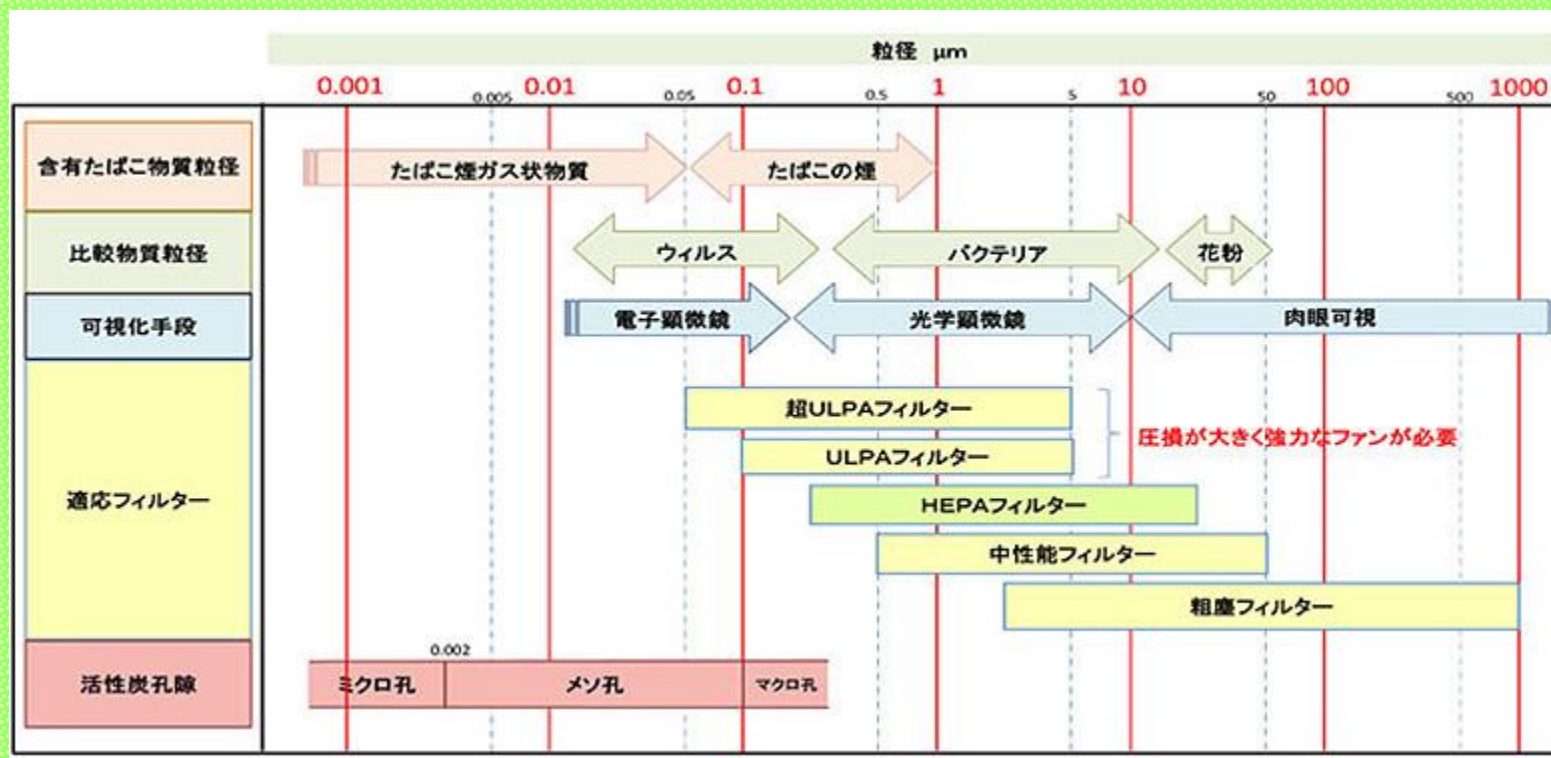 粒径 μm
0.001 0.005 0.01 0.05 0.1 0.5 1 5 10 50 100 500 1000
含有たばこ物質粒径
たばこ煙ガス状物質
たばこの煙
比較物質粒径
ウィルス
バクテリア
花粉
可視化手段
電子顕微鏡
光学顕微鏡
肉眼可視
適応フィルター
超ULPAフィルター
ULPAフィルター
圧損が大きく強力なファンが必要
HEPAフィルター
中性能フィルター
粗塵フィルター
活性炭孔隙
0.002
ミクロ孔
メソ孔
マクロ孔